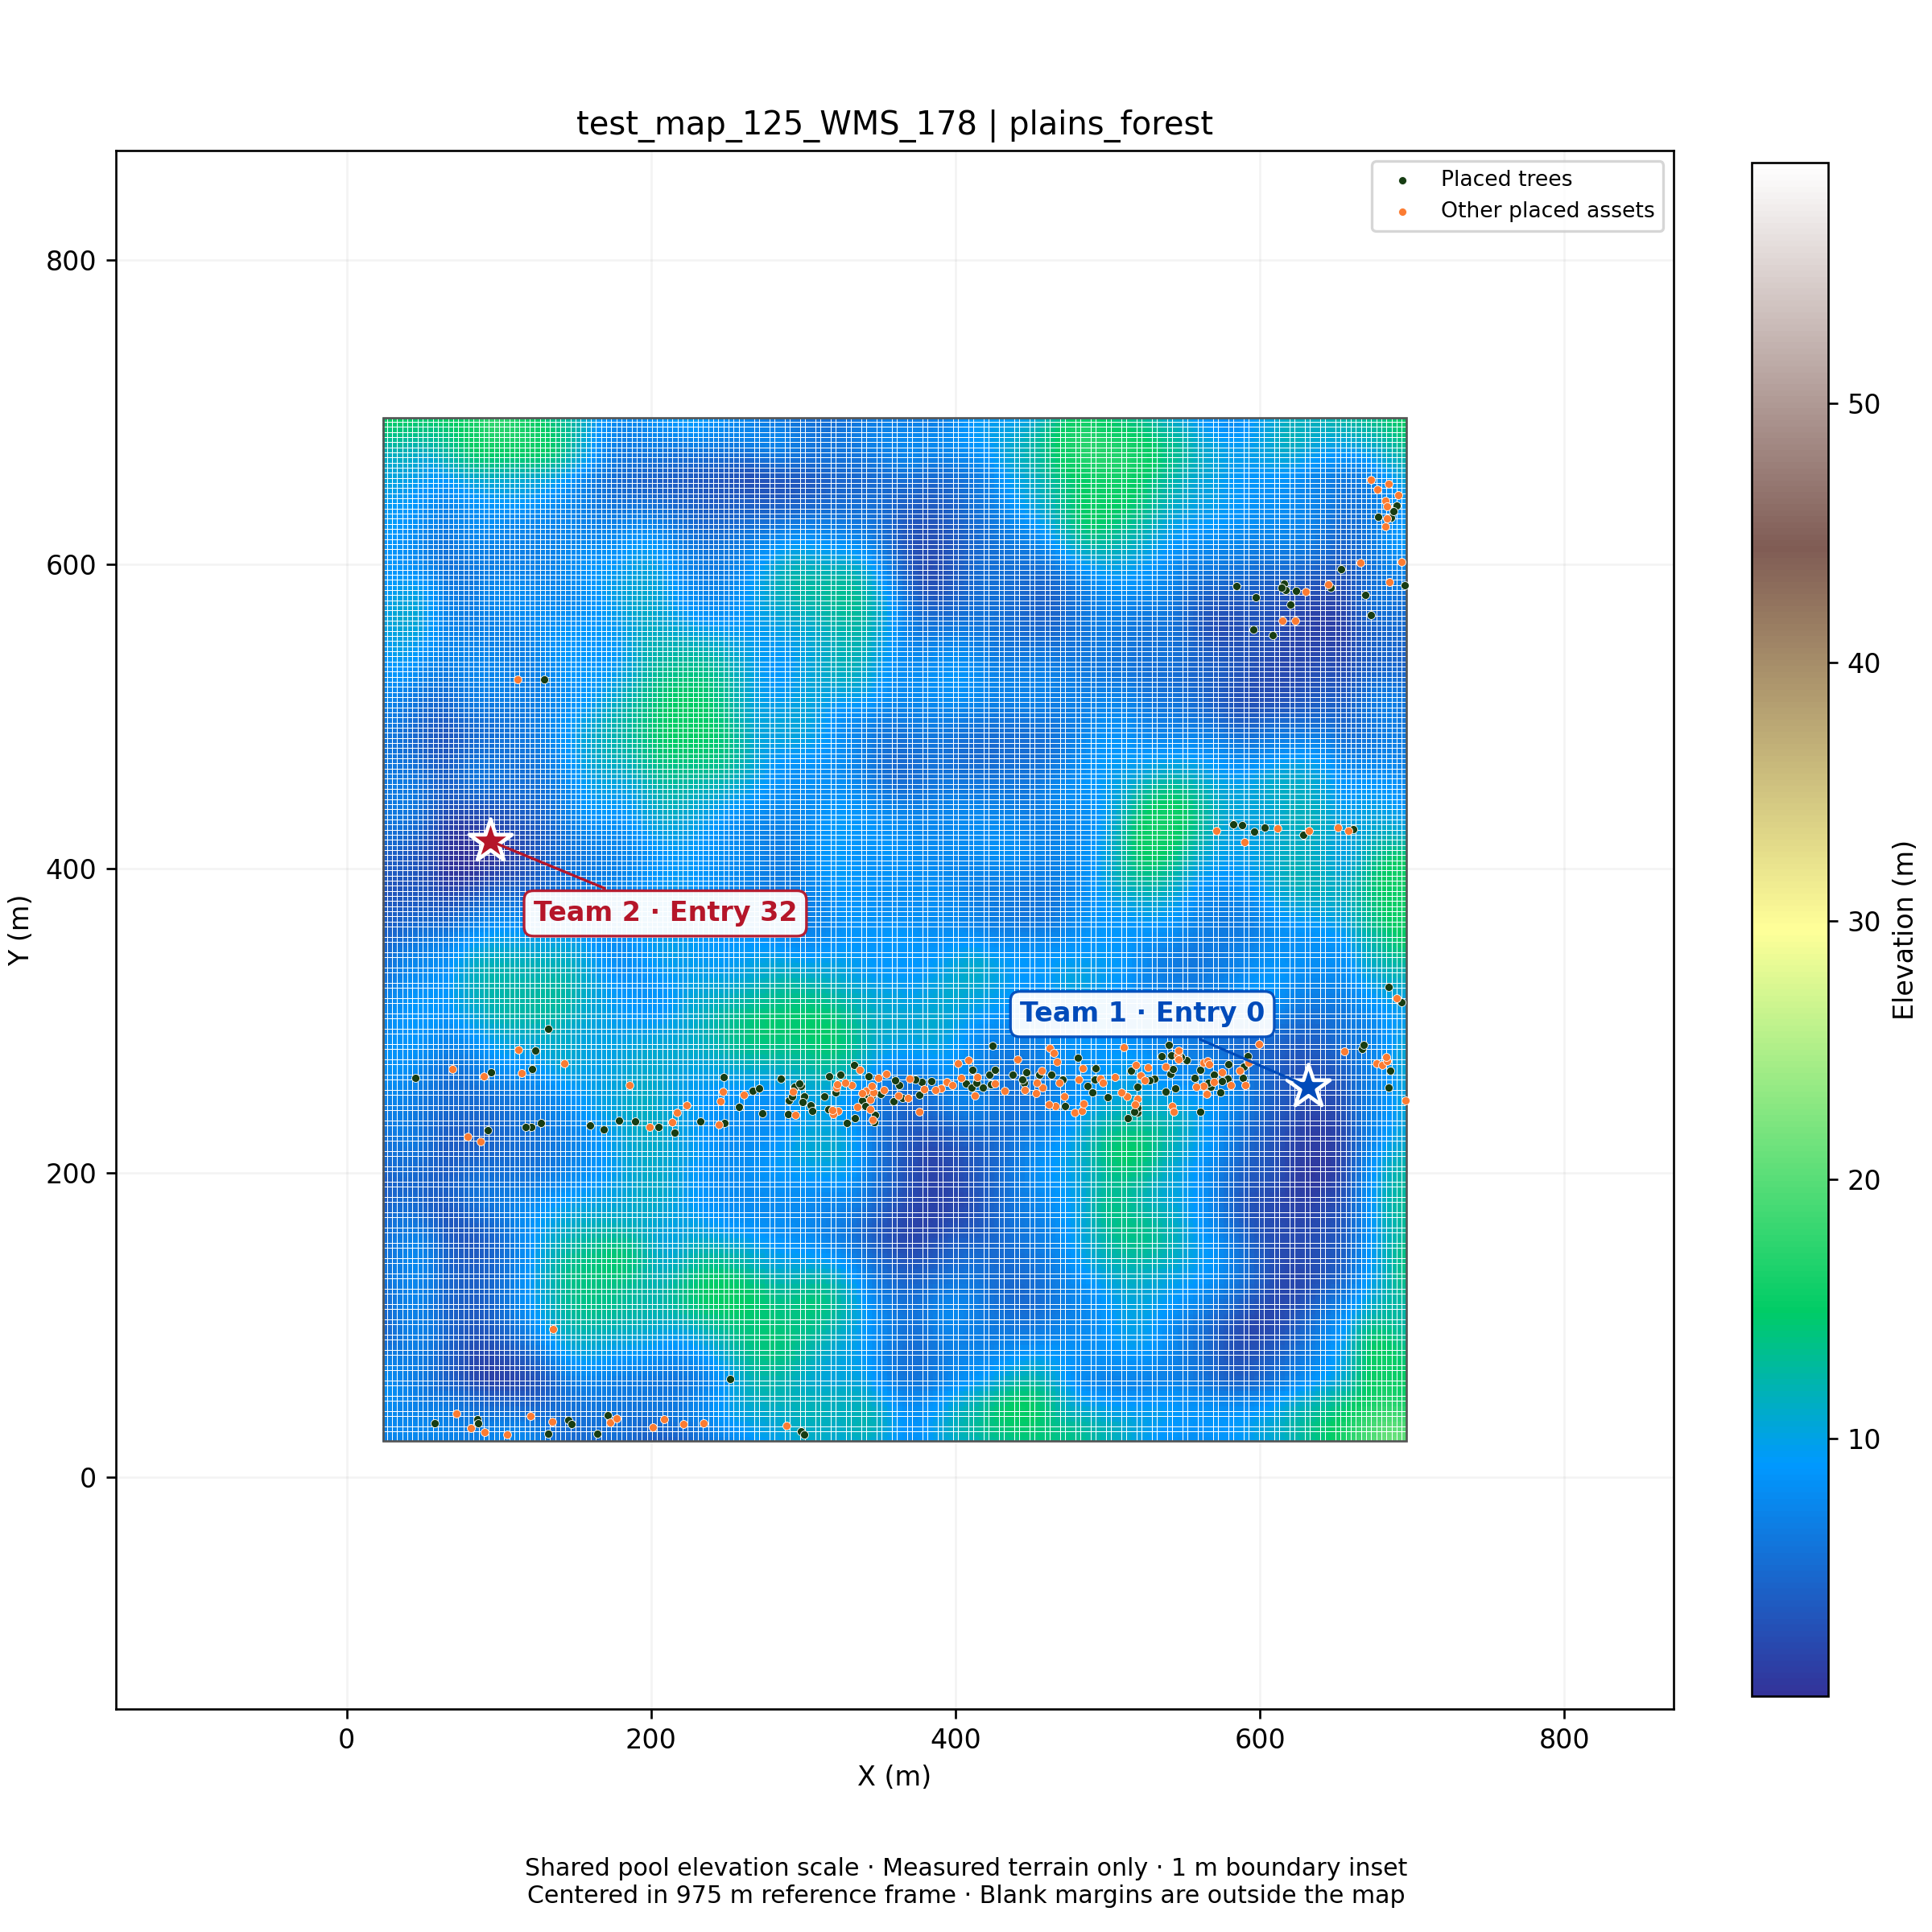 test_map_125_WMS_178 | plains_forest
Placed trees
Other placed assets
800
600
400
200
0
Y (m)
0
200
400
600
800
X (m)
Team 2 · Entry 32
Team 1 · Entry 0
50
40
30
20
10
Elevation (m)
Shared pool elevation scale · Measured terrain only · 1 m boundary inset
Centered in 975 m reference frame · Blank margins are outside the map